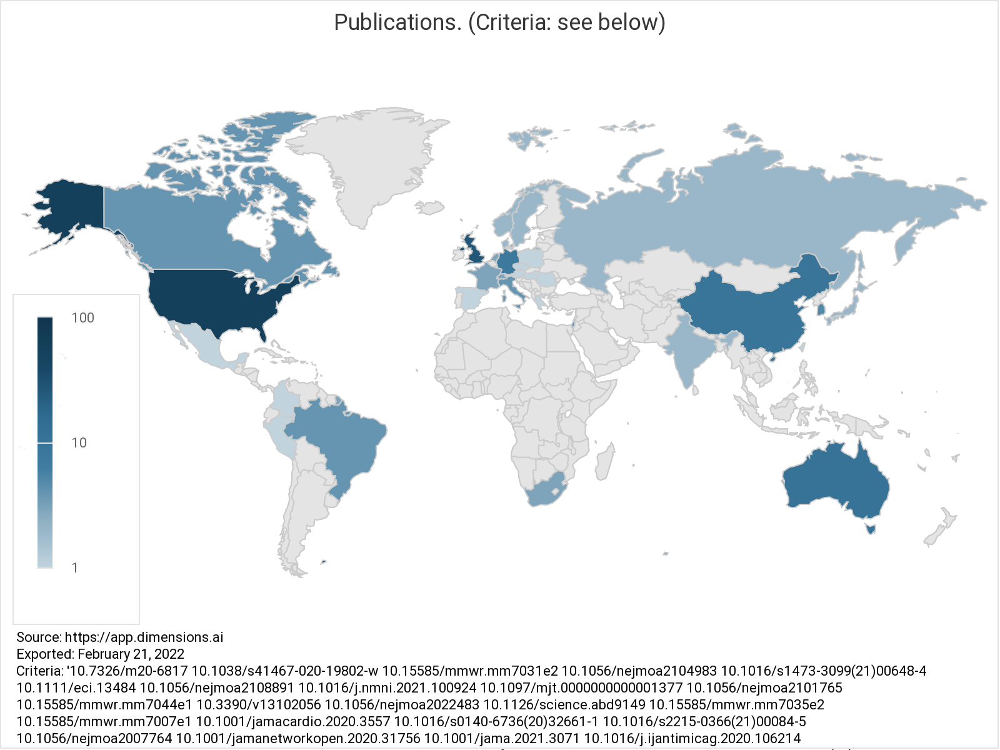 Publications. (Criteria: see below)
100
10
1
Source: https://app.dimensions.ai
Exported: February 21, 2022
Criteria: '10.7326/m20-6817 10.1038/s41467-020-19802-w 10.15585/mmwr.mm7031e2 10.1056/nejmoa2104983 10.1016/s1473-3099(21)00648-4
10.1111/eci.13484 10.1056/nejmoa2108891 10.1016/j.nmni.2021.100924 10.1097/mjt.0000000000001377 10.1056/nejmoa2101765
10.15585/mmwr.mm7044e1 10.3390/v13102056 10.1056/nejmoa2022483 10.1126/science.abd9149 10.15585/mmwr.mm7035e2
10.15585/mmwr.mm7007e1 10.1001/jamacardio.2020.3557 10.1016/s0140-6736(20)32661-1 10.1016/s2215-0366(21)00084-5
10.1056/nejmoa2007764 10.1001/jamanetworkopen.2020.31756 10.1001/jama.2021.3071 10.1016/j.ijantimicag.2020.106214